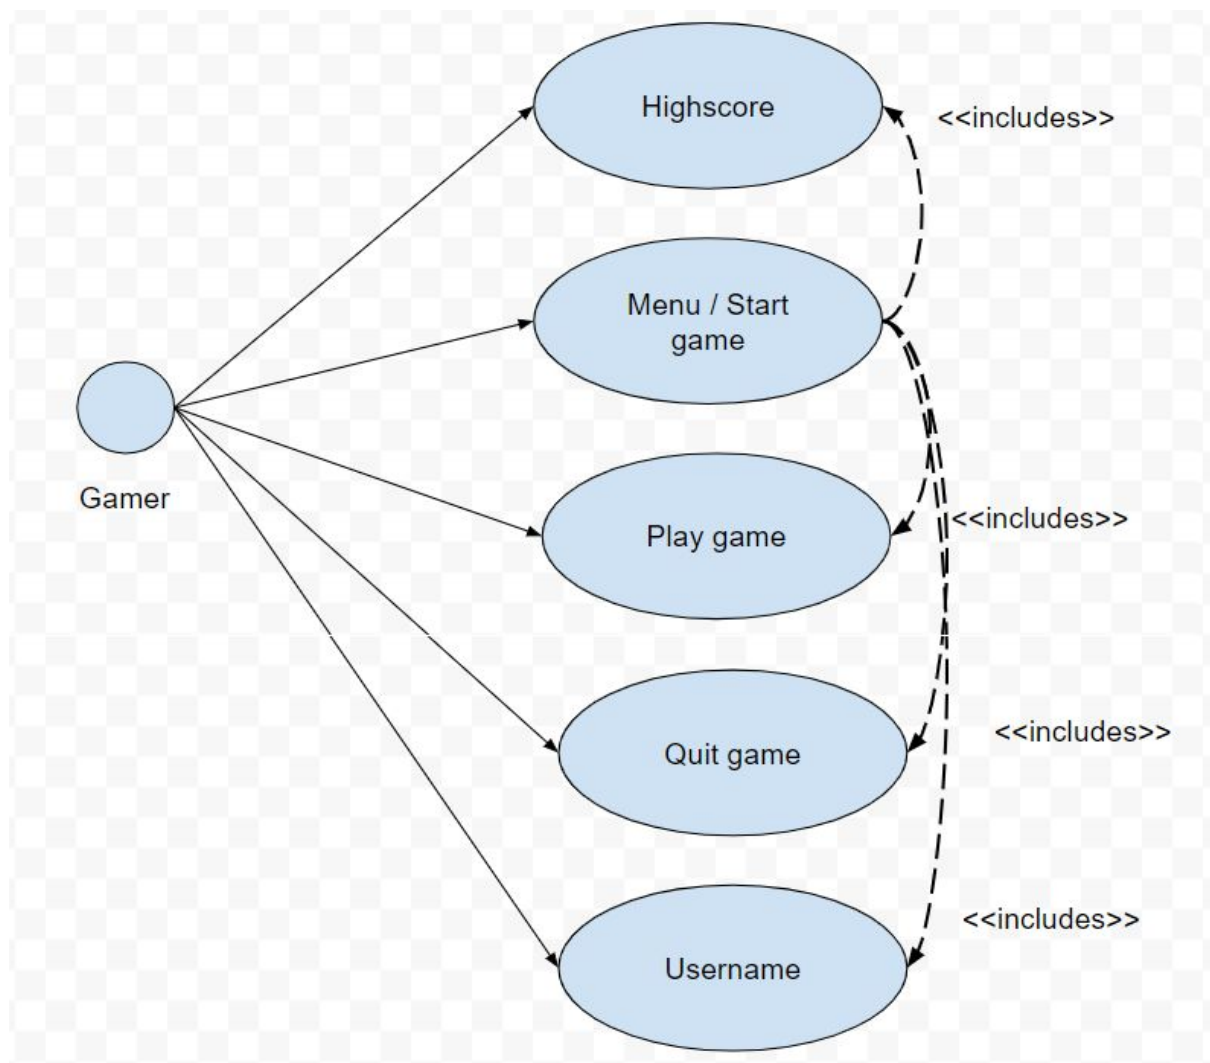 Highscore
<<includes>>
Menu / Start
game
Gamer
Play game
<<includes>>
Quit game
<<includes>>
Username
<<includes>>